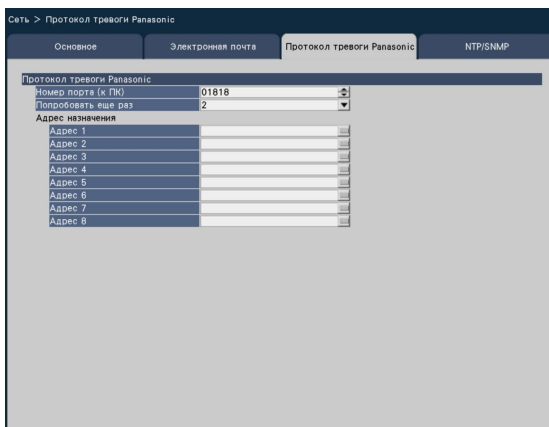 Сеть > Протокол тревоги Panasonic
Основное Электронная почта Протокол тревоги Panasonic NTP/SNMP
Протокол тревоги Panasonic
Номер порта (к ПК) 01818
Попробовать еще раз 2
Адрес назначения
Адрес 1
Адрес 2
Адрес 3
Адрес 4
Адрес 5
Адрес 6
Адрес 7
Адрес 8